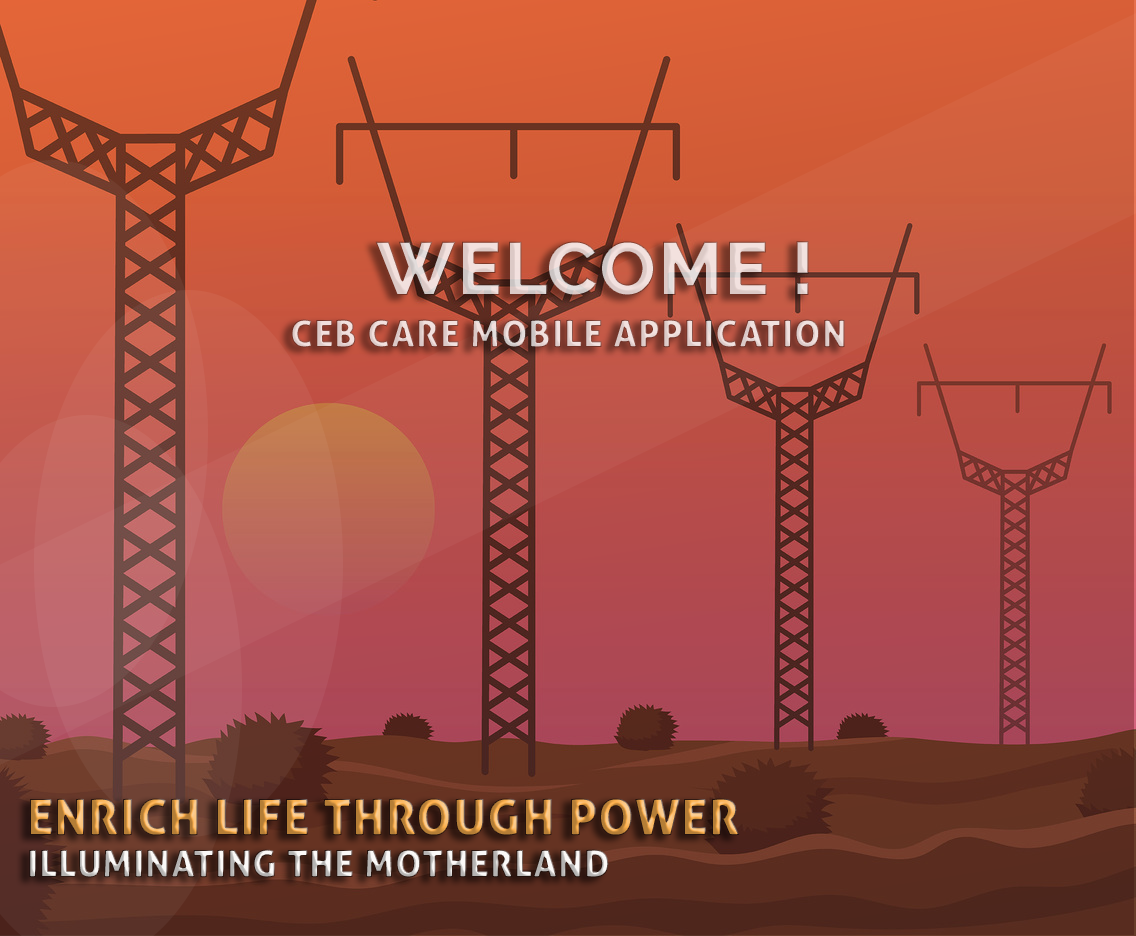 WELCOME !
CEB CARE MOBILE APPLICATION
ENRICH LIFE THROUGH POWER
ILLUMINATING THE MOTHERLAND